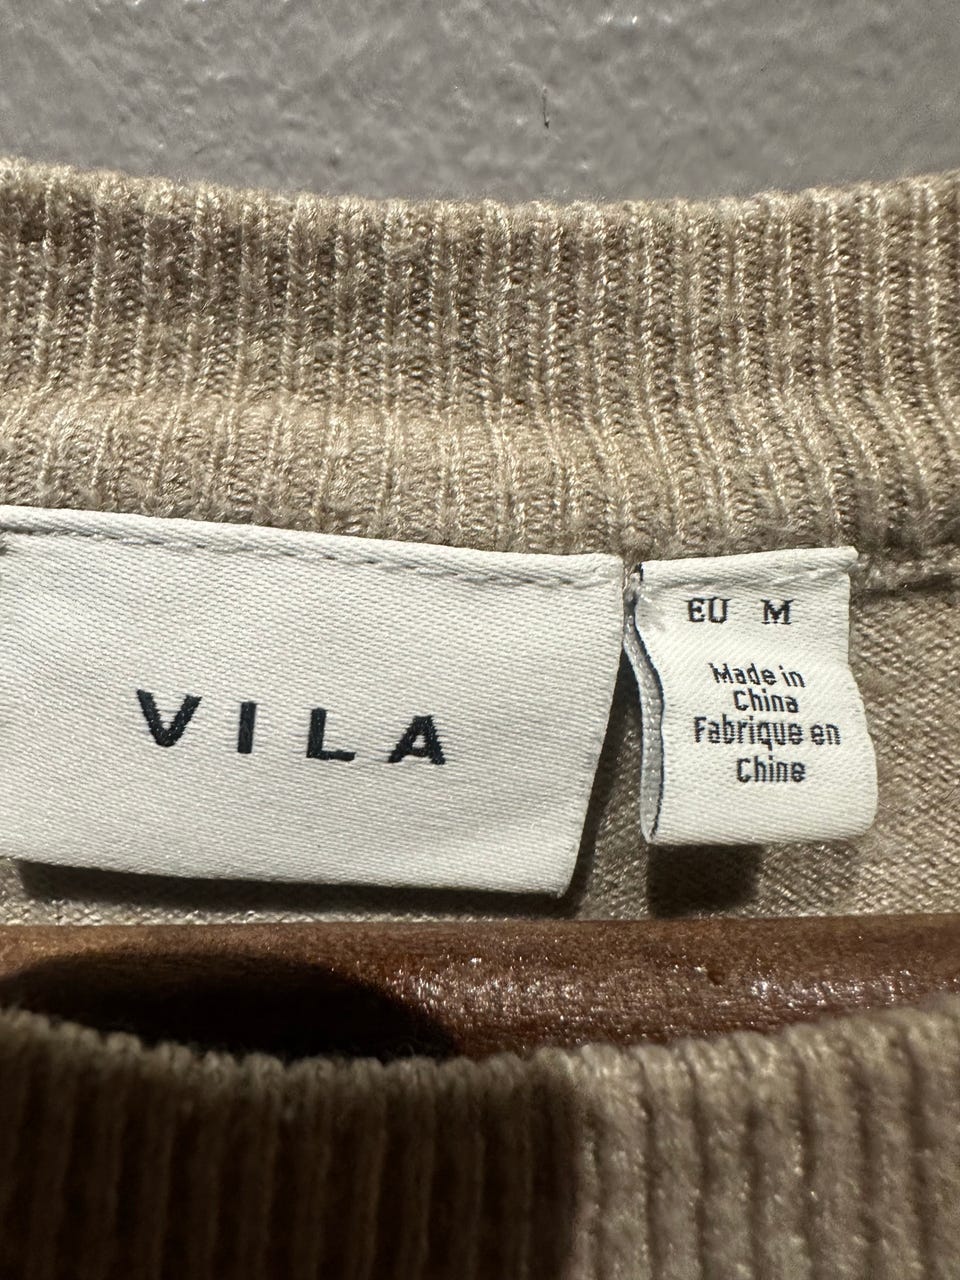 VILA
EU M
Made in
China
Fabrique en
Chine